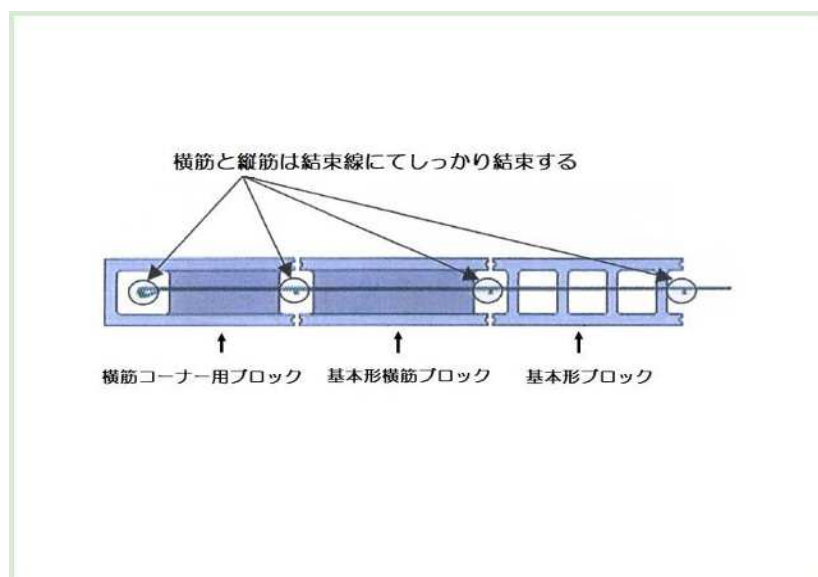 横筋と縦筋は結束線にてしっかり結束する
横筋コーナー用ブロック
基本形横筋ブロック
基本形ブロック